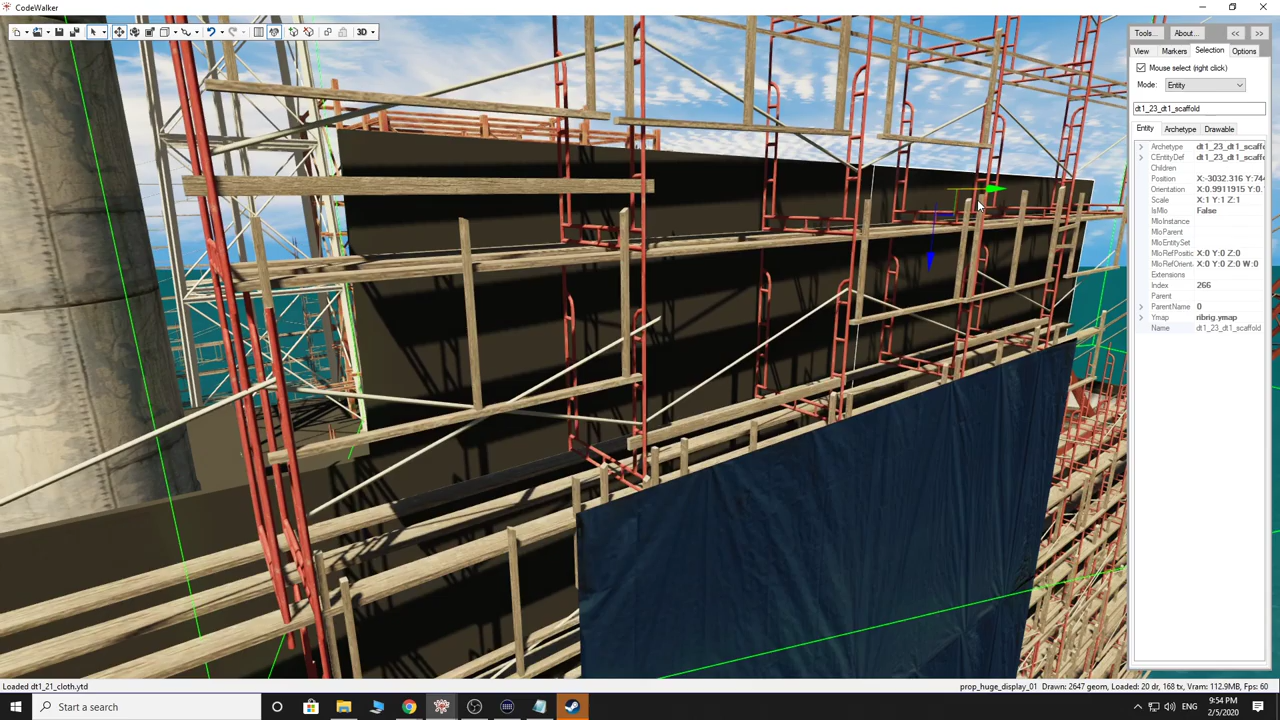 CodeWalker
3D
Tools...
About...
<<
>>
View
Markers
Selection
Options
Mouse select (right click)
Mode:
Entity
dt1_23_dt1_scaffold
Entity
Archetype
Drawable
Archetype dt1_23_dt1_scaffo
CEntityDef dt1_23_dt1_scaffo
Children
Position X:-3032.316 Y:744
Orientation X:0.9911915 Y:0.
Scale X:1 Y:1 Z:1
IsMlo False
MloInstance
MloParent
MloEntitySet
MloRefPositic X:0 Y:0 Z:0
MloRefOrient X:0 Y:0 Z:0 W:0
Extensions
Index 266
Parent
ParentName 0
Ymap ribrig.ymap
Name dt1_23_dt1_scaffold
Loaded dt1_21_cloth.ytd
prop_huge_display_01 Drawn: 2647 geom, Loaded: 20 dr, 168 tx, Vram: 112.9MB, Fps: 60
Start a search
ENG
9:54 PM
2/5/2020